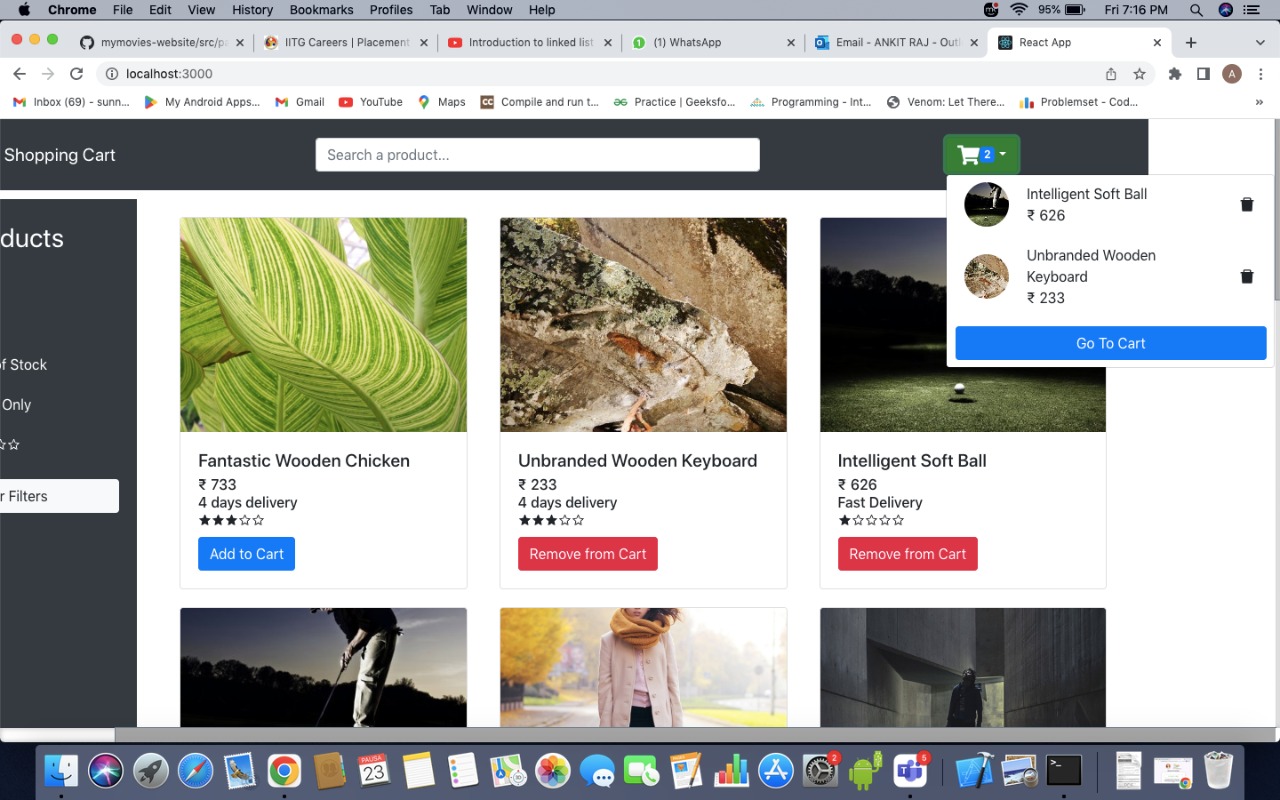 Chrome File Edit View History Bookmarks Profiles Tab Window Help 95% Fri 7:16 PM
mymovies-website/src/pa IITG Careers | Placement Introduction to linked list (1) WhatsApp Email - ANKIT RAJ - Outl React App
localhost:3000 A
Inbox (69) - sunn... My Android Apps... Gmail YouTube Maps Compile and run t... Practice | Geeksfo... Programming - Int... Venom: Let There... Problemset - Cod... »
Shopping Cart Search a product... 2
Intelligent Soft Ball
₹ 626
Unbranded Wooden
Keyboard
₹ 233
Go To Cart
ducts
of Stock
Only
r Filters
Fantastic Wooden Chicken
₹ 733
4 days delivery
Add to Cart
Unbranded Wooden Keyboard
₹ 233
4 days delivery
Remove from Cart
Intelligent Soft Ball
₹ 626
Fast Delivery
Remove from Cart
23
2
5